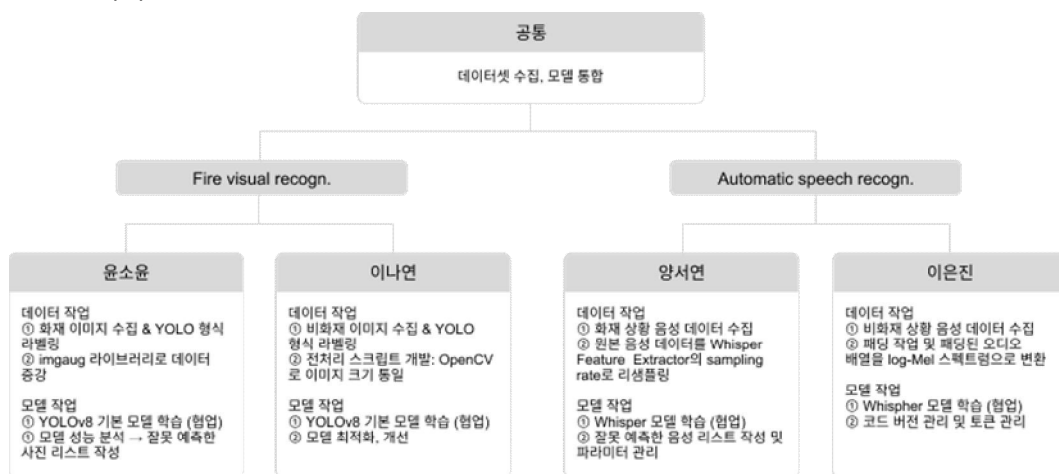 공통
데이터셋 수집, 모델 통합
Fire visual recogn.
Automatic speech recogn.
윤소윤
데이터 작업
① 화재 이미지 수집 & YOLO 형식
라벨링
② imgaug 라이브러리로 데이터
증강
모델 작업
① YOLOv8 기본 모델 학습 (협업)
① 모델 성능 분석 → 잘못 예측한
사진 리스트 작성
이나연
데이터 작업
① 비화재 이미지 수집 & YOLO
형식 라벨링
② 전처리 스크립트 개발: OpenCV
로 이미지 크기 통일
모델 작업
① YOLOv8 기본 모델 학습 (협업)
② 모델 최적화, 개선
양서연
데이터 작업
① 화재 상황 음성 데이터 수집
② 원본 음성 데이터를 Whisper
Feature Extractor의 sampling
rate로 리샘플링
모델 작업
① Whisper 모델 학습 (협업)
② 잘못 예측한 음성 리스트 작성 및
파라미터 관리
이은진
데이터 작업
① 비화재 상황 음성 데이터 수집
② 패딩 작업 및 패딩된 오디오
배열을 log-Mel 스펙트럼으로 변환
모델 작업
① Whispher 모델 학습 (협업)
② 코드 버전 관리 및 토큰 관리